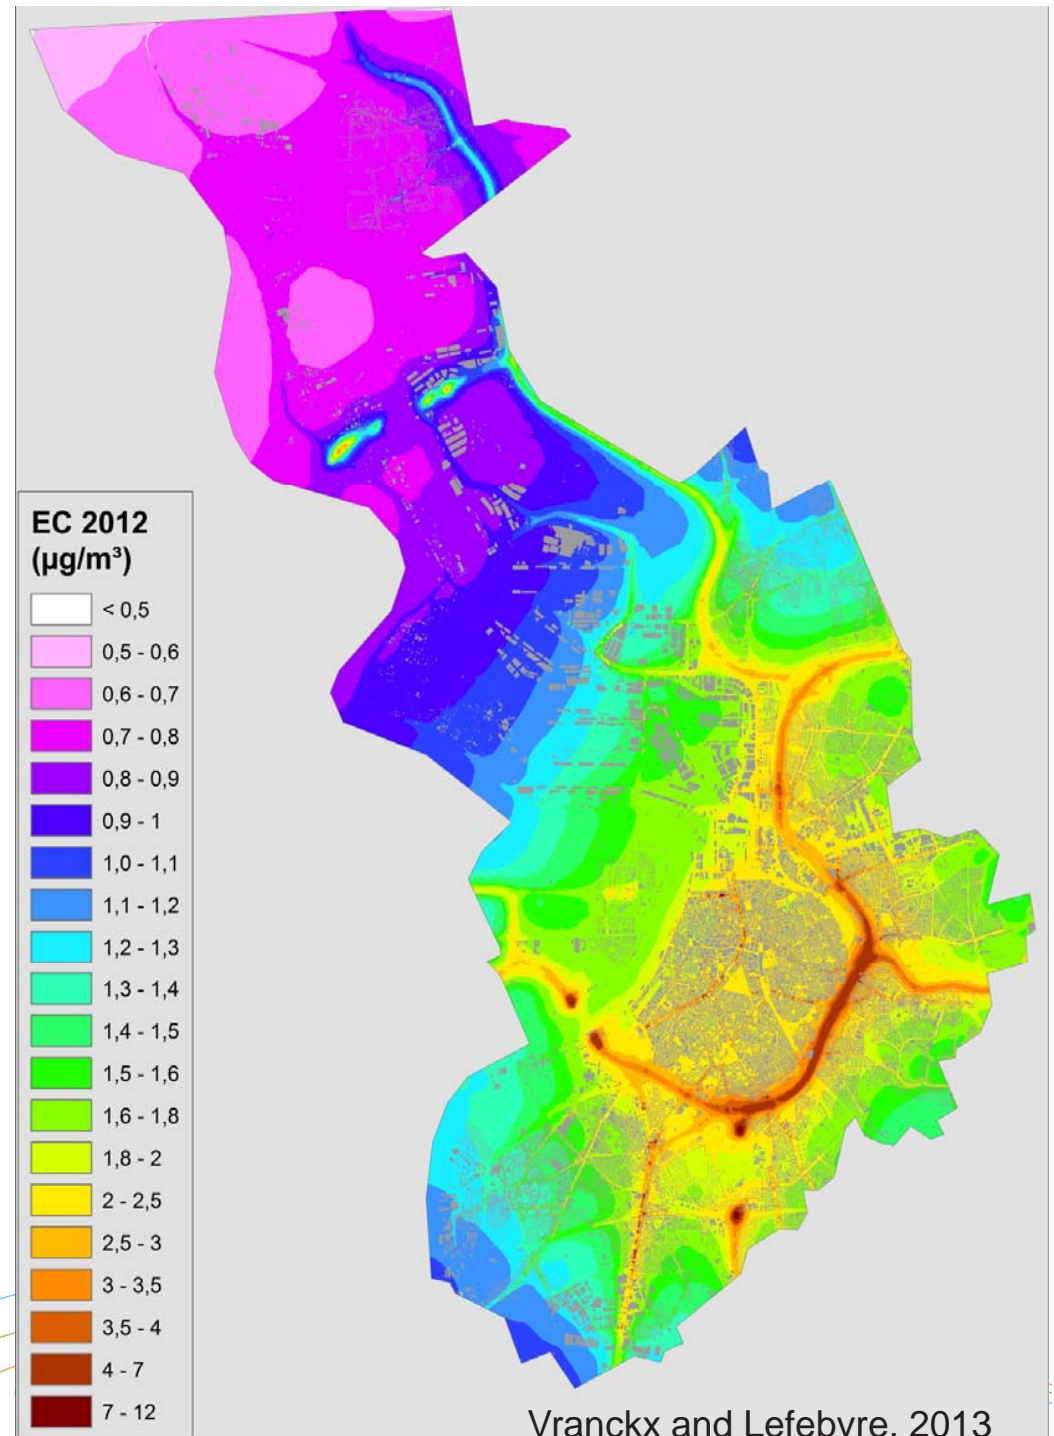 EC 2012
(µg/m³)
< 0,5
0,5 - 0,6
0,6 - 0,7
0,7 - 0,8
0,8 - 0,9
0,9 - 1
1,0 - 1,1
1,1 - 1,2
1,2 - 1,3
1,3 - 1,4
1,4 - 1,5
1,5 - 1,6
1,6 - 1,8
1,8 - 2
2 - 2,5
2,5 - 3
3 - 3,5
3,5 - 4
4 - 7
7 - 12
Vranckx and Lefebvre, 2013